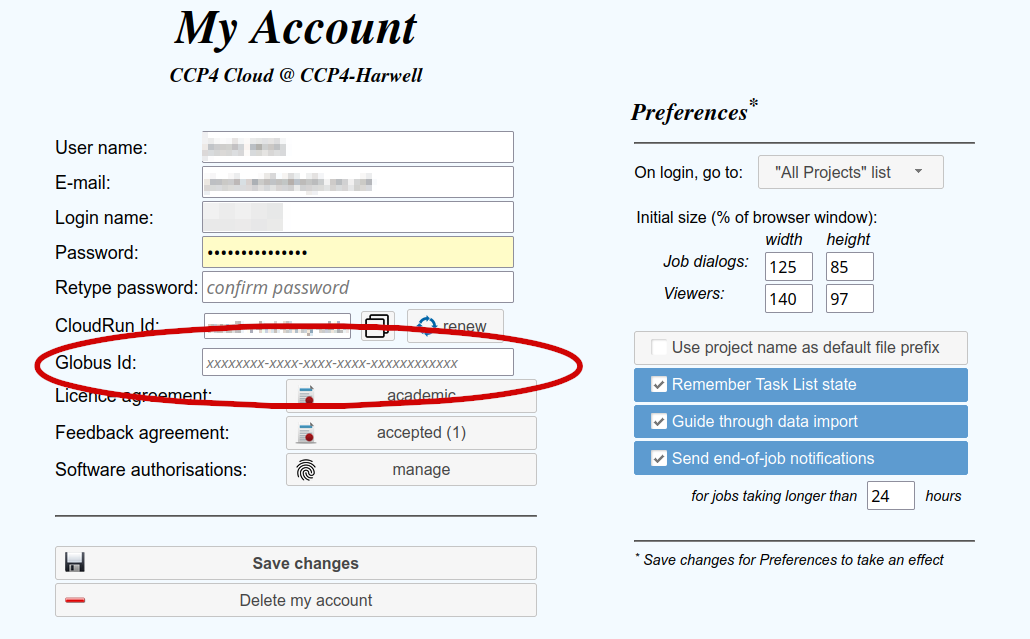 My Account
CCP4 Cloud @ CCP4-Harwell
User name:
E-mail:
Login name:
Password: •••••••••••••••
Retype password: confirm password
CloudRun Id: renew
Globus Id: xxxxxxxx-xxxx-xxxx-xxxx-xxxxxxxxxxxx
Licence agreement: academic
Feedback agreement: accepted (1)
Software authorisations: manage
Save changes
Delete my account
Preferences*
On login, go to: "All Projects" list
Initial size (% of browser window):
width height
Job dialogs: 125 85
Viewers: 140 97
Use project name as default file prefix
Remember Task List state
Guide through data import
Send end-of-job notifications
for jobs taking longer than 24 hours
* Save changes for Preferences to take an effect